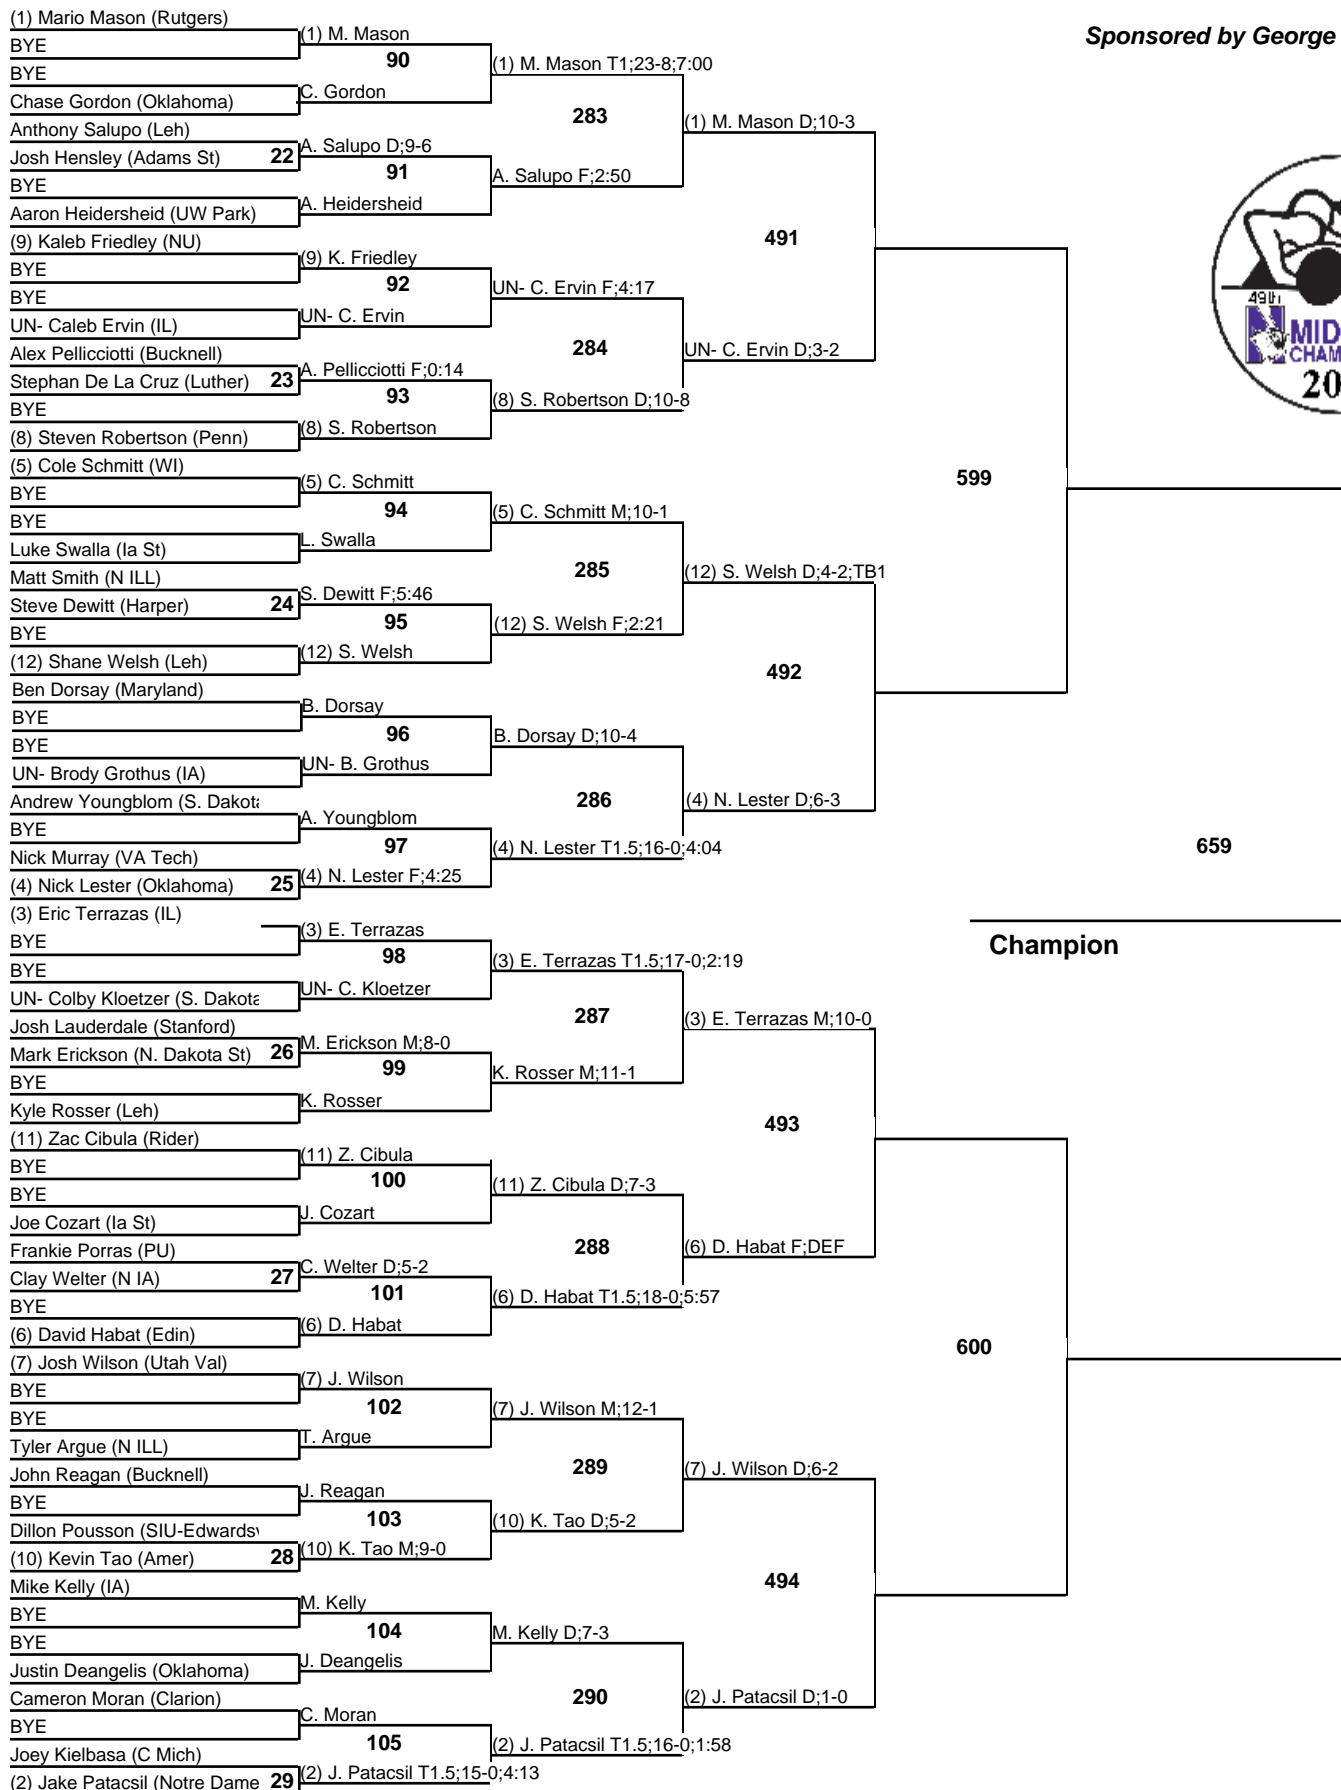 (1) Mario Mason (Rutgers)
BYE
BYE
Chase Gordon (Oklahoma)
Anthony Salupo (Leh)
Josh Hensley (Adams St) 22
BYE
Aaron Heidersheid (UW Park)
(9) Kaleb Friedley (NU)
BYE
BYE
UN- Caleb Ervin (IL)
Alex Pellicciotti (Bucknell)
Stephan De La Cruz (Luther) 23
BYE
(8) Steven Robertson (Penn)
(5) Cole Schmitt (WI)
BYE
BYE
Luke Swalla (Ia St)
Matt Smith (N ILL)
Steve Dewitt (Harper) 24
BYE
(12) Shane Welsh (Leh)
Ben Dorsay (Maryland)
BYE
BYE
UN- Brody Grothus (IA)
Andrew Youngblom (S. Dakota
BYE
Nick Murray (VA Tech)
(4) Nick Lester (Oklahoma) 25
(3) Eric Terrazas (IL)
BYE
BYE
UN- Colby Kloetzer (S. Dakota
Josh Lauderdale (Stanford)
Mark Erickson (N. Dakota St) 26
BYE
Kyle Rosser (Leh)
(11) Zac Cibula (Rider)
BYE
BYE
Joe Cozart (Ia St)
Frankie Porras (PU)
Clay Welter (N IA) 27
BYE
(6) David Habat (Edin)
(7) Josh Wilson (Utah Val)
BYE
BYE
Tyler Argue (N ILL)
John Reagan (Bucknell)
BYE
Dillon Pousson (SIU-Edwardsv
(10) Kevin Tao (Amer) 28
Mike Kelly (IA)
BYE
BYE
Justin Deangelis (Oklahoma)
Cameron Moran (Clarion)
BYE
Joey Kielbasa (C Mich)
(2) Jake Patacsil (Notre Dame 29
(1) M. Mason
90
C. Gordon
A. Salupo D;9-6
91
A. Heidersheid
(9) K. Friedley
92
UN- C. Ervin
A. Pellicciotti F;0:14
93
(8) S. Robertson
(5) C. Schmitt
94
L. Swalla
S. Dewitt F;5:46
95
(12) S. Welsh
B. Dorsay
96
UN- B. Grothus
A. Youngblom
97
(4) N. Lester F;4:25
(3) E. Terrazas
98
UN- C. Kloetzer
M. Erickson M;8-0
99
K. Rosser
(11) Z. Cibula
100
J. Cozart
C. Welter D;5-2
101
(6) D. Habat
(7) J. Wilson
102
T. Argue
J. Reagan
103
(10) K. Tao M;9-0
M. Kelly
104
J. Deangelis
C. Moran
105
(2) J. Patacsil T1.5;15-0;4:13
(1) M. Mason T1;23-8;7:00
283
A. Salupo F;2:50
UN- C. Ervin F;4:17
284
(8) S. Robertson D;10-8
(5) C. Schmitt M;10-1
285
(12) S. Welsh F;2:21
B. Dorsay D;10-4
286
(4) N. Lester T1.5;16-0;4:04
(3) E. Terrazas T1.5;17-0;2:19
287
K. Rosser M;11-1
(11) Z. Cibula D;7-3
288
(6) D. Habat T1.5;18-0;5:57
(7) J. Wilson M;12-1
289
(10) K. Tao D;5-2
M. Kelly D;7-3
290
(2) J. Patacsil T1.5;16-0;1:58
(1) M. Mason D;10-3
491
UN- C. Ervin D;3-2
(12) S. Welsh D;4-2;TB1
492
(4) N. Lester D;6-3
(3) E. Terrazas M;10-0
493
(6) D. Habat F;DEF
(7) J. Wilson D;6-2
494
(2) J. Patacsil D;1-0
599
600
Sponsored by George
49th
N MID
CHAM
20
659
Champion